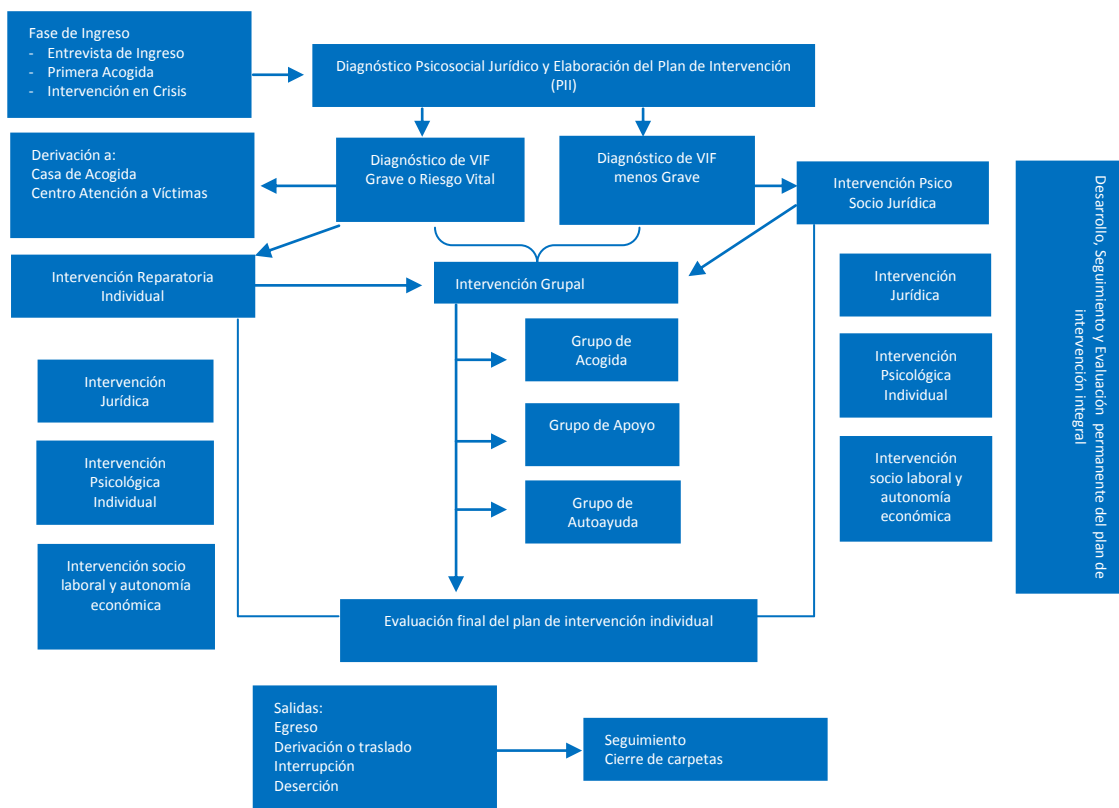 Fase de Ingreso
- Entrevista de Ingreso
- Primera Acogida
- Intervención en Crisis
Diagnóstico Psicosocial Jurídico y Elaboración del Plan de Intervención
(PII)
Derivación a:
Casa de Acogida
Centro Atención a Víctimas
Diagnóstico de VIF
Grave o Riesgo Vital
Diagnóstico de VIF
menos Grave
Intervención Psico
Socio Jurídica
Desarrollo, Seguimiento y Evaluación permanente del plan de
intervención integral
Intervención Reparatoria
Individual
Intervención Grupal
Intervención
Jurídica
Grupo de
Acogida
Intervención
Psicológica
Individual
Intervención
Jurídica
Grupo de Apoyo
Intervención
Psicológica
Individual
Intervención
socio laboral y
autonomía
económica
Grupo de
Autoayuda
Intervención socio
laboral y autonomía
económica
Evaluación final del plan de intervención individual
Salidas:
Egreso
Derivación o traslado
Interrupción
Deserción
Seguimiento
Cierre de carpetas